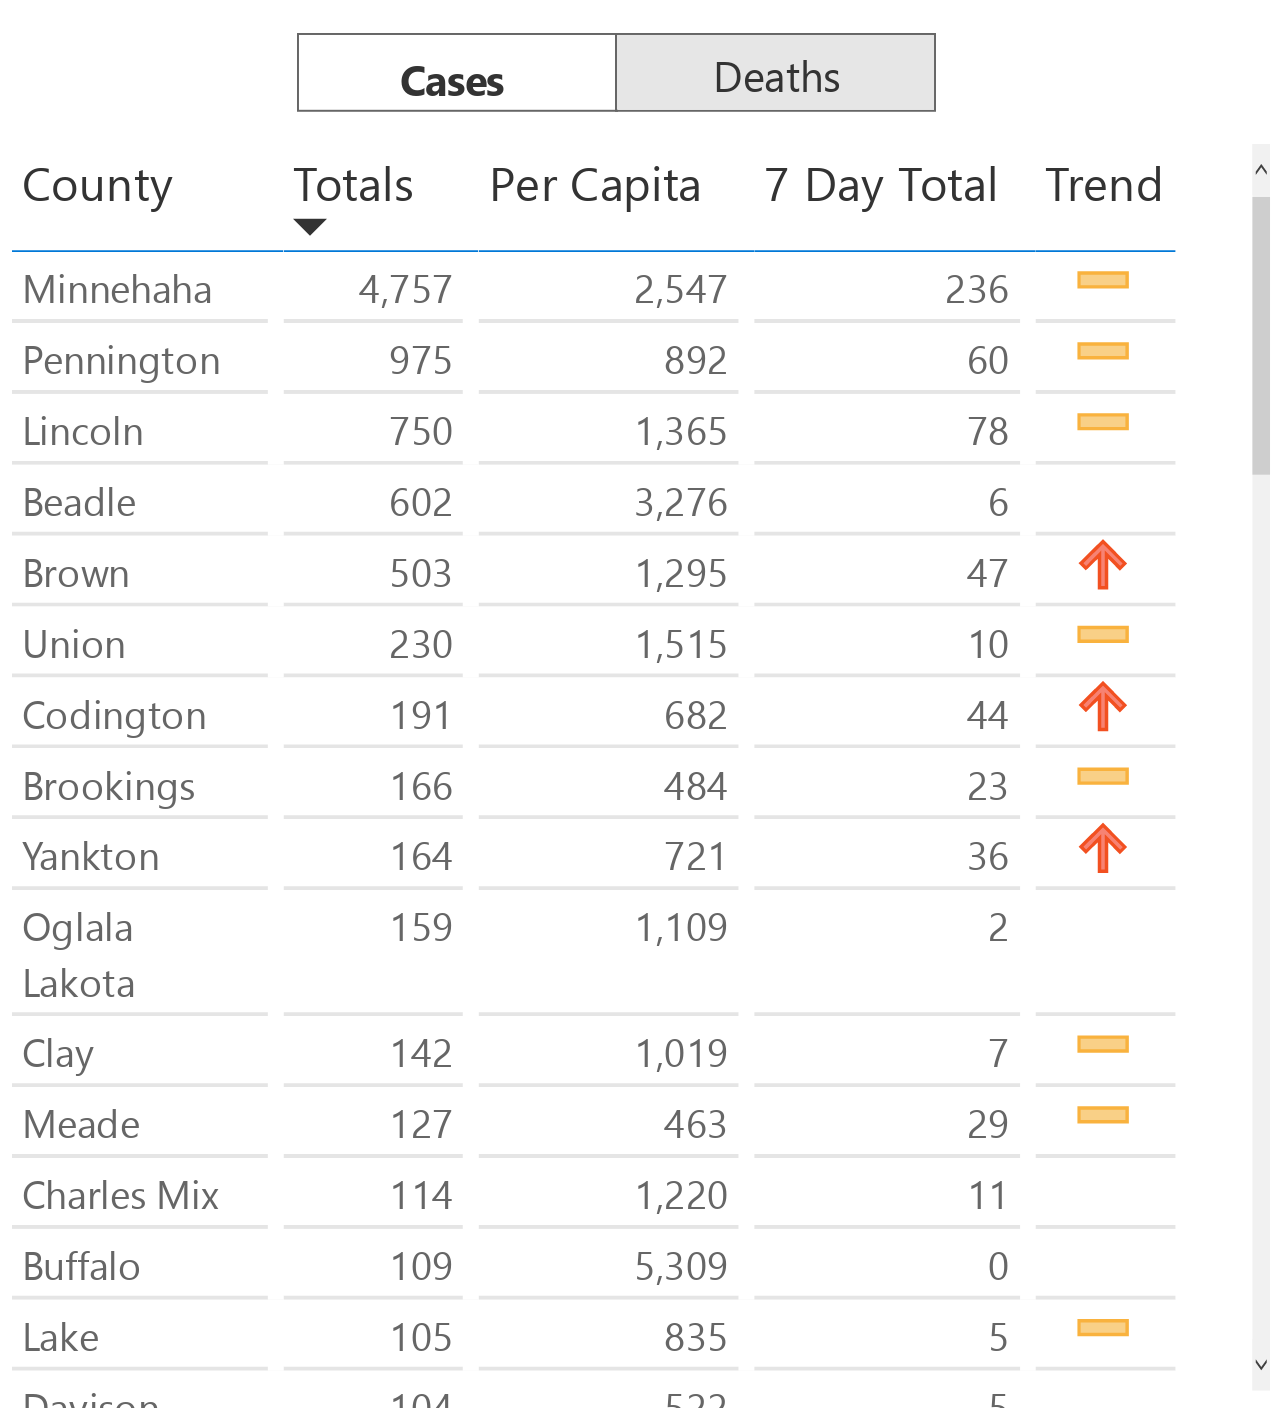 Cases Deaths
County Totals Per Capita 7 Day Total Trend
Minnehaha 4,757 2,547 236
Pennington 975 892 60
Lincoln 750 1,365 78
Beadle 602 3,276 6
Brown 503 1,295 47
Union 230 1,515 10
Codington 191 682 44
Brookings 166 484 23
Yankton 164 721 36
Oglala 159 1,109 2
Lakota
Clay 142 1,019 7
Meade 127 463 29
Charles Mix 114 1,220 11
Buffalo 109 5,309 0
Lake 105 835 5
Davison 104 522 5